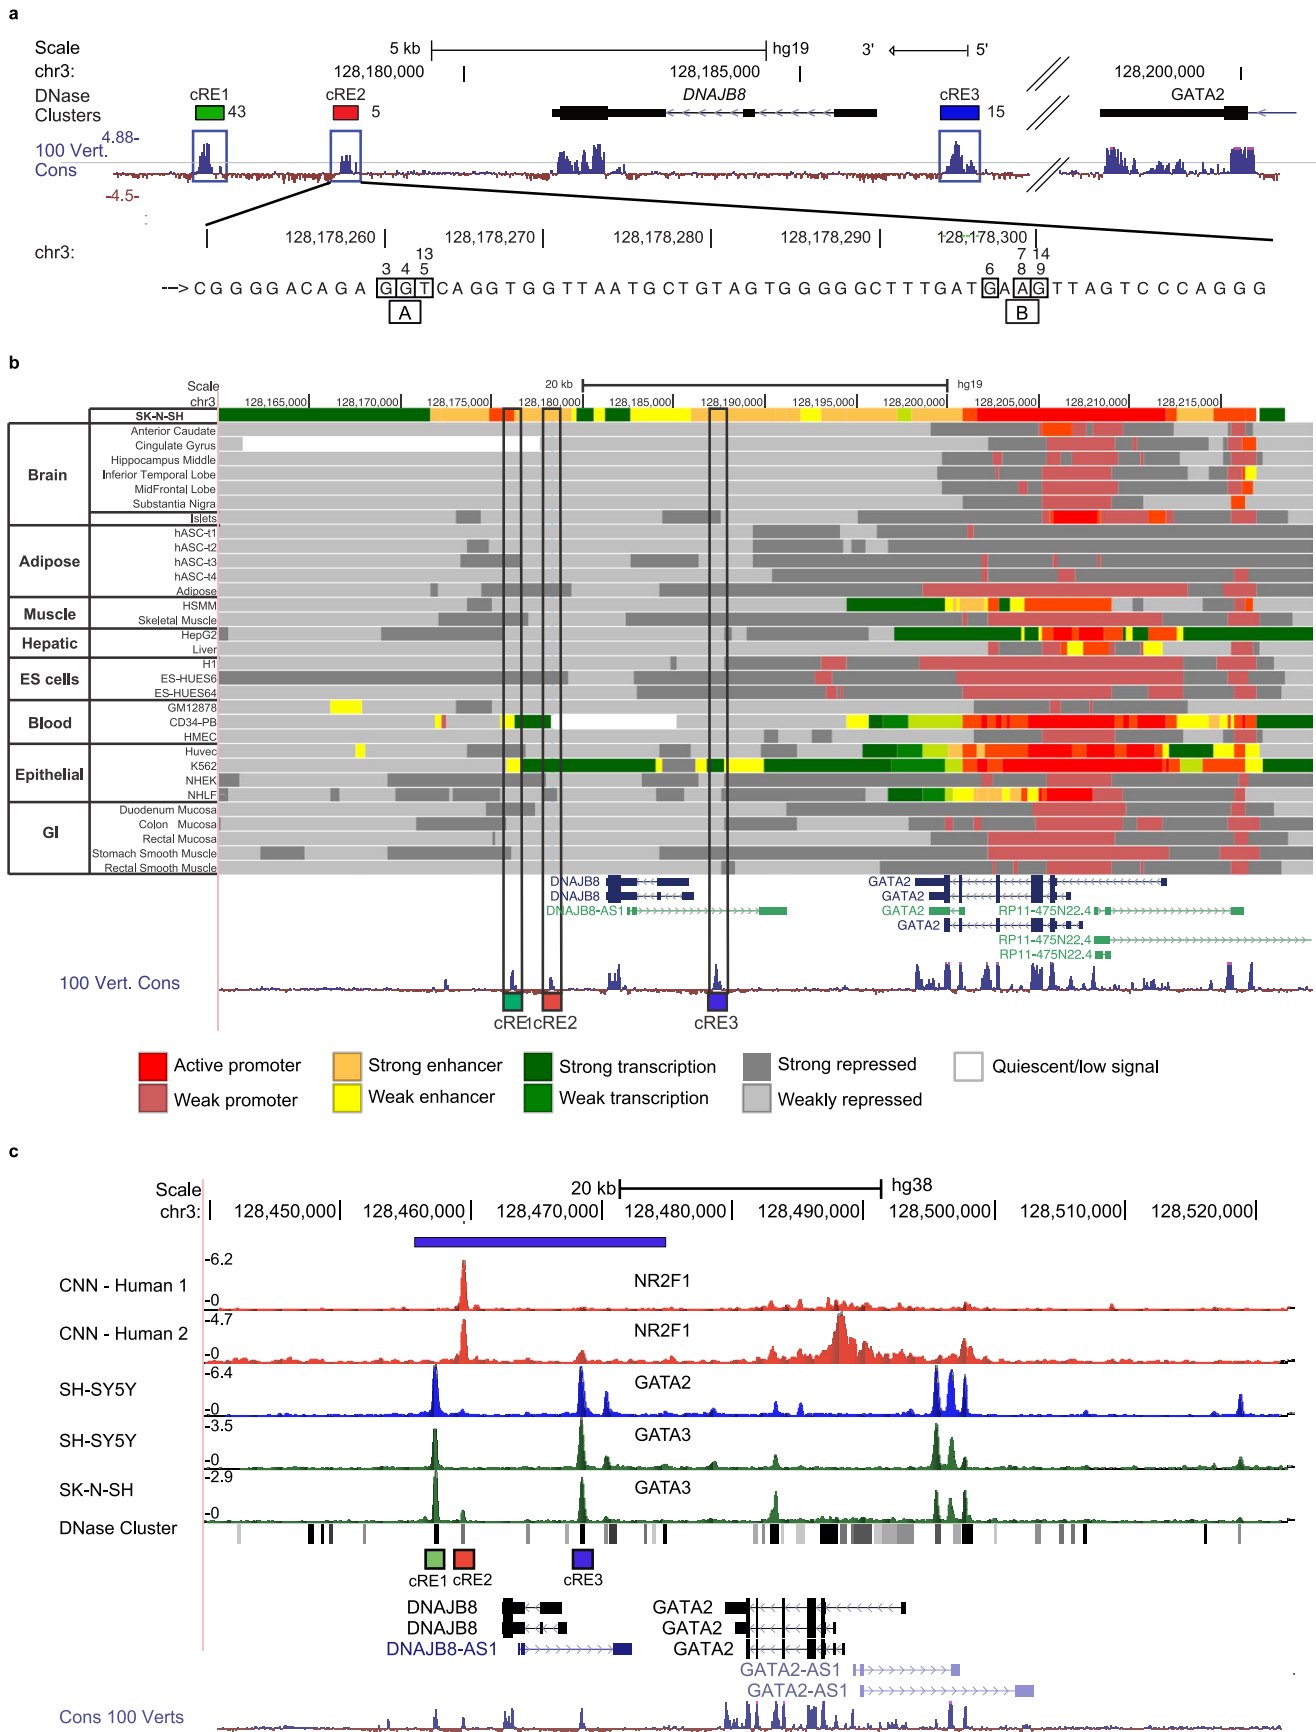 a
Scale 5 kb hg19 3' 5'
chr3: 128,180,000 128,185,000 128,200,000
DNase Clusters cRE1 43 cRE2 5 DNAJB8 cRE3 15 GATA2
4.88-
100 Vert. Cons
-4.5-
:
chr3: 128,178,260 128,178,270 128,178,280 128,178,290 128,178,300
13 7 14
3 4 5 6 8 9
--> C G G G G A C A G A G G T C A G G T G G T T A A T G C T G T A G T G G G G G C T T T G A T G A A G T T A G T C C C A G G G
A B
b
Scale 20 kb hg19
chr3 128,165,000 128,170,000 128,175,000 128,180,000 128,185,000 128,190,000 128,195,000 128,200,000 128,205,000 128,210,000 128,215,000
SK-N-SH
Brain
Anterior Caudate
Cingulate Gyrus
Hippocampus Middle
Inferior Temporal Lobe
MidFrontal Lobe
Substantia Nigra
Islets
Adipose
hASC-t1
hASC-t2
hASC-t3
hASC-t4
Adipose
Muscle
HSMM
Skeletal Muscle
Hepatic
HepG2
Liver
ES cells
H1
ES-HUES6
ES-HUES64
Blood
GM12878
CD34-PB
HMEC
Epithelial
Huvec
K562
NHEK
NHLF
GI
Duodenum Mucosa
Colon Mucosa
Rectal Mucosa
Stomach Smooth Muscle
Rectal Smooth Muscle
DNAJB8 GATA2
DNAJB8 GATA2
DNAJB8-AS1 GATA2 RP11-475N22.4
GATA2
RP11-475N22.4
RP11-475N22.4
100 Vert. Cons
cRE1 cRE2 cRE3
Active promoter Strong enhancer Strong transcription Strong repressed Quiescent/low signal
Weak promoter Weak enhancer Weak transcription Weakly repressed
c
Scale 20 kb hg38
chr3: 128,450,000 128,460,000 128,470,000 128,480,000 128,490,000 128,500,000 128,510,000 128,520,000
-6.2
CNN - Human 1 NR2F1
-0
-4.7
CNN - Human 2 NR2F1
-0
-6.4
SH-SY5Y GATA2
-0
-3.5
SH-SY5Y GATA3
-0
-2.9
SK-N-SH GATA3
-0
DNase Cluster
cRE1 cRE2 cRE3
DNAJB8 GATA2
DNAJB8 GATA2
DNAJB8-AS1 GATA2
GATA2-AS1
GATA2-AS1
Cons 100 Verts